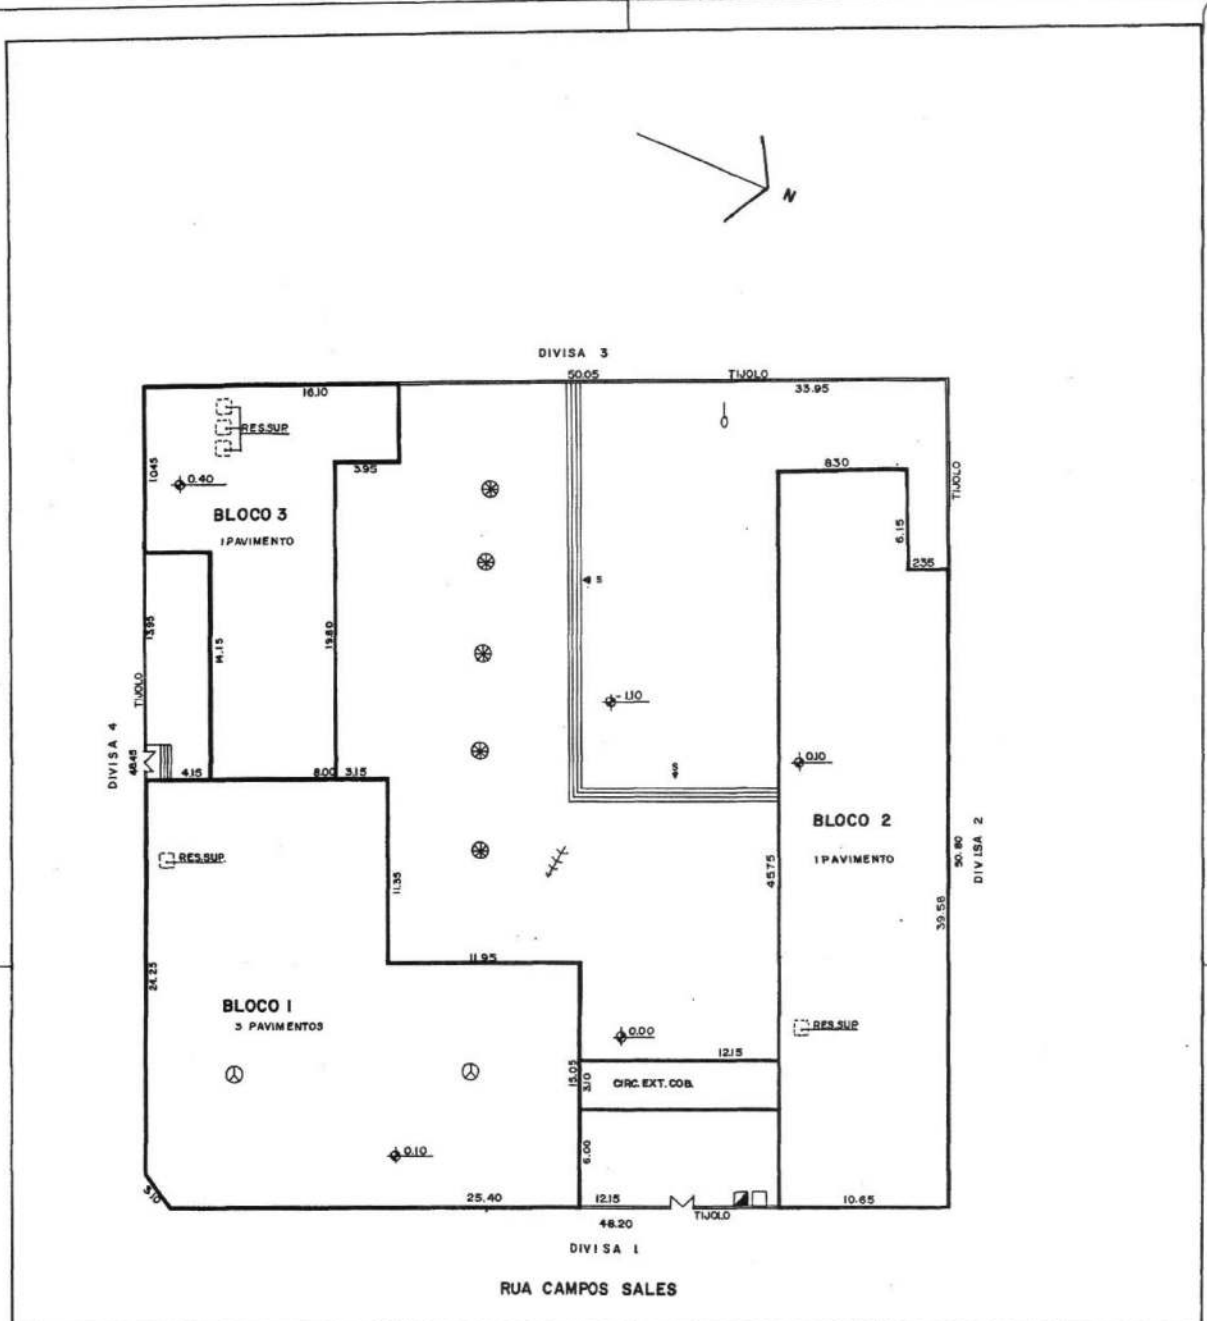 N
DIVISA 3
50.05
TIJOLO
16.10
33.95
RES.SUP
8.30
10.45
3.95
TIJOLO
0.40
BLOCO 3
1 PAVIMENTO
6.15
2.35
4 S
13.95
14.15
19.80
TIJOLO
-1.10
DIVISA 4
48.45
0.10
4.15
8.00
3.15
4S
BLOCO 2
1 PAVIMENTO
RES.SUP.
45.75
50.80
DIVISA 2
11.35
39.58
11.95
24.25
BLOCO 1
3 PAVIMENTOS
RES.SUP
0.00
12.15
15.05
3.10
CIRC. EXT. COB.
0.10
6.00
3.10
25.40
12.15
TIJOLO
10.65
48.20
DIVISA 1
RUA CAMPOS SALES